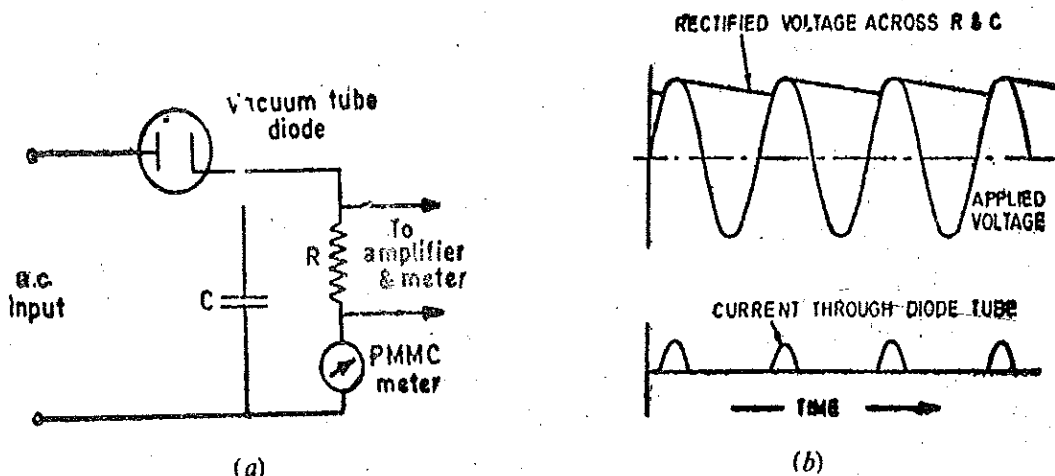 Vacuum tube
diode
a.c.
input
C
R
To
amplifier
& meter
PMMC
meter
(a)
RECTIFIED VOLTAGE ACROSS R & C
APPLIED
VOLTAGE
CURRENT THROUGH DIODE TUBE
TIME
(b)